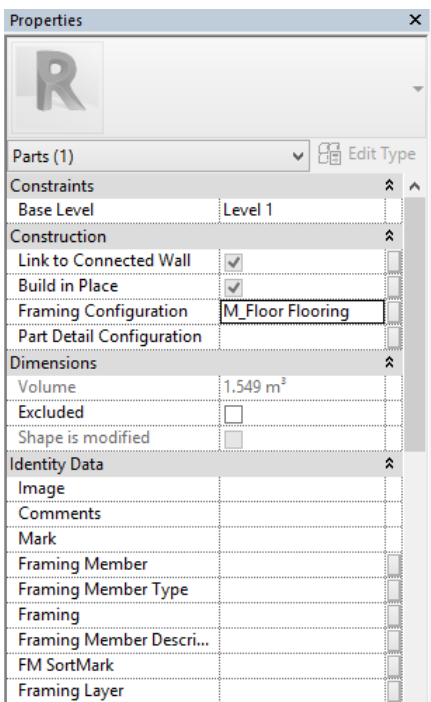 Properties
R
Parts (1) Edit Type
Constraints
Base Level Level 1
Construction
Link to Connected Wall
Build in Place
Framing Configuration M_Floor Flooring
Part Detail Configuration
Dimensions
Volume 1.549 m³
Excluded
Shape is modified
Identity Data
Image
Comments
Mark
Framing Member
Framing Member Type
Framing
Framing Member Descri...
FM SortMark
Framing Layer